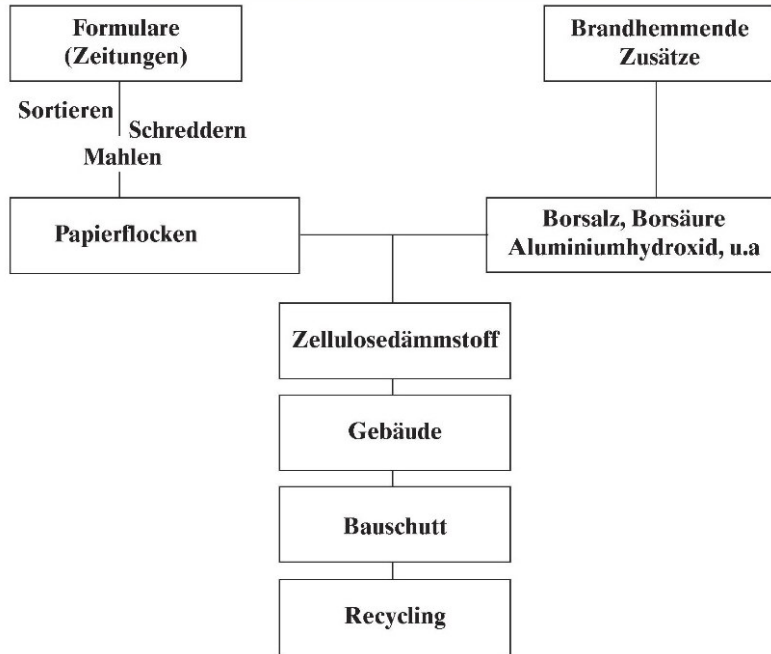 Formulare
(Zeitungen)
Brandhemmende
Zusätze
Sortieren
Schreddern
Mahlen
Papierflocken
Borsalz, Borsäure
Aluminiumhydroxid, u.a
Zellulosedämmstoff
Gebäude
Bauschutt
Recycling